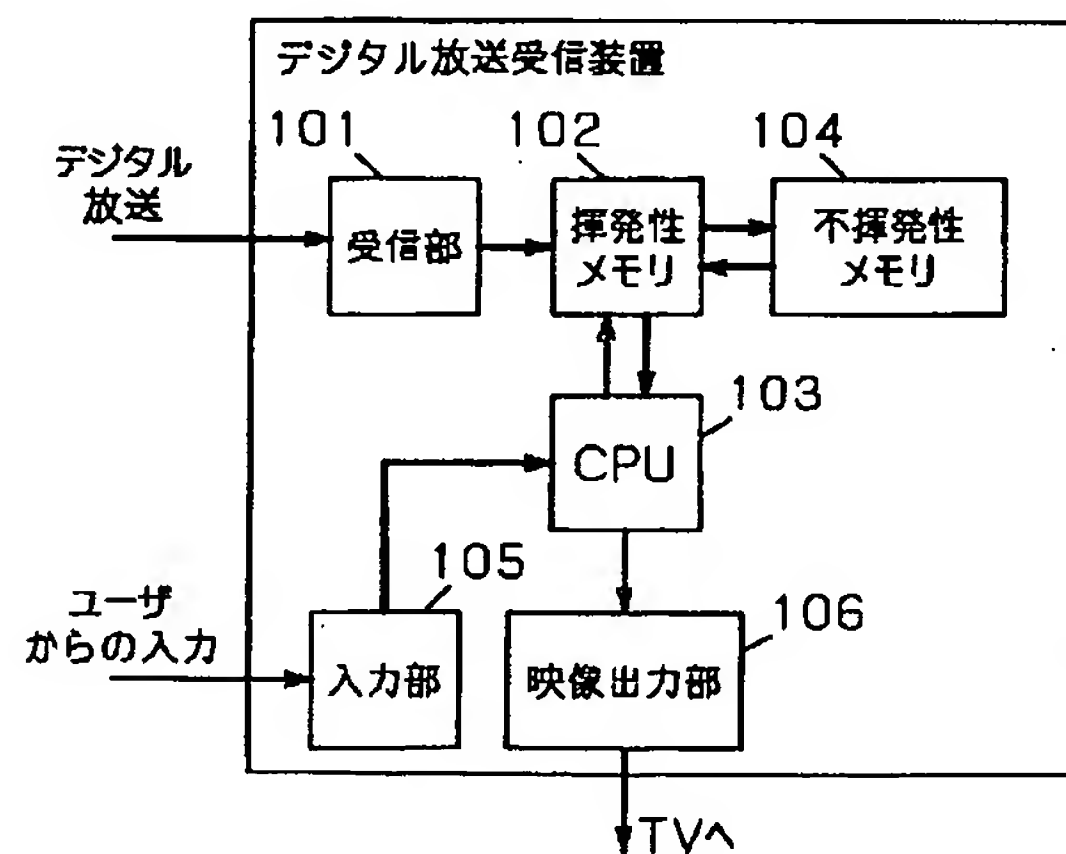 デジタル放送受信装置
101
102
104
デジタル
放送
受信部
揮発性
メモリ
不揮発性
メモリ
103
CPU
105
106
ユーザ
からの入力
入力部
映像出力部
TVへ